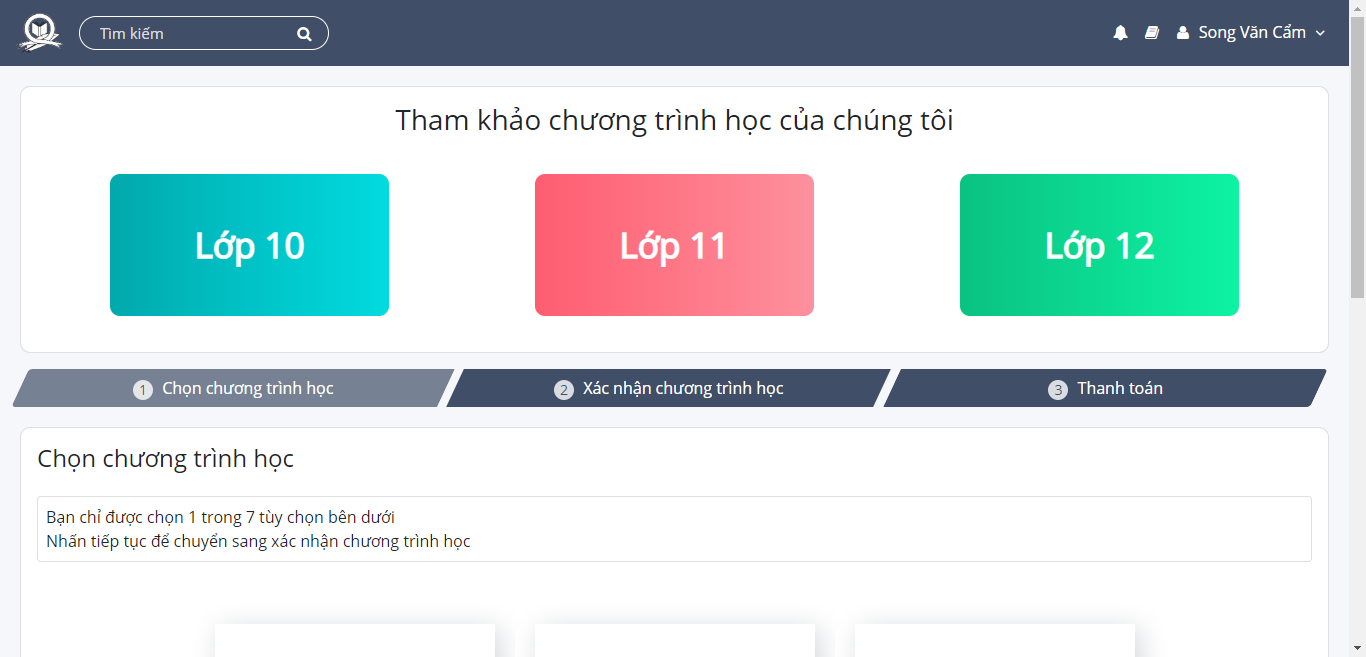 Tìm kiếm
Song Văn Cẩm
Tham khảo chương trình học của chúng tôi
Lớp 10
Lớp 11
Lớp 12
1 Chọn chương trình học
2 Xác nhận chương trình học
3 Thanh toán
Chọn chương trình học
Bạn chỉ được chọn 1 trong 7 tùy chọn bên dưới
Nhấn tiếp tục để chuyển sang xác nhận chương trình học